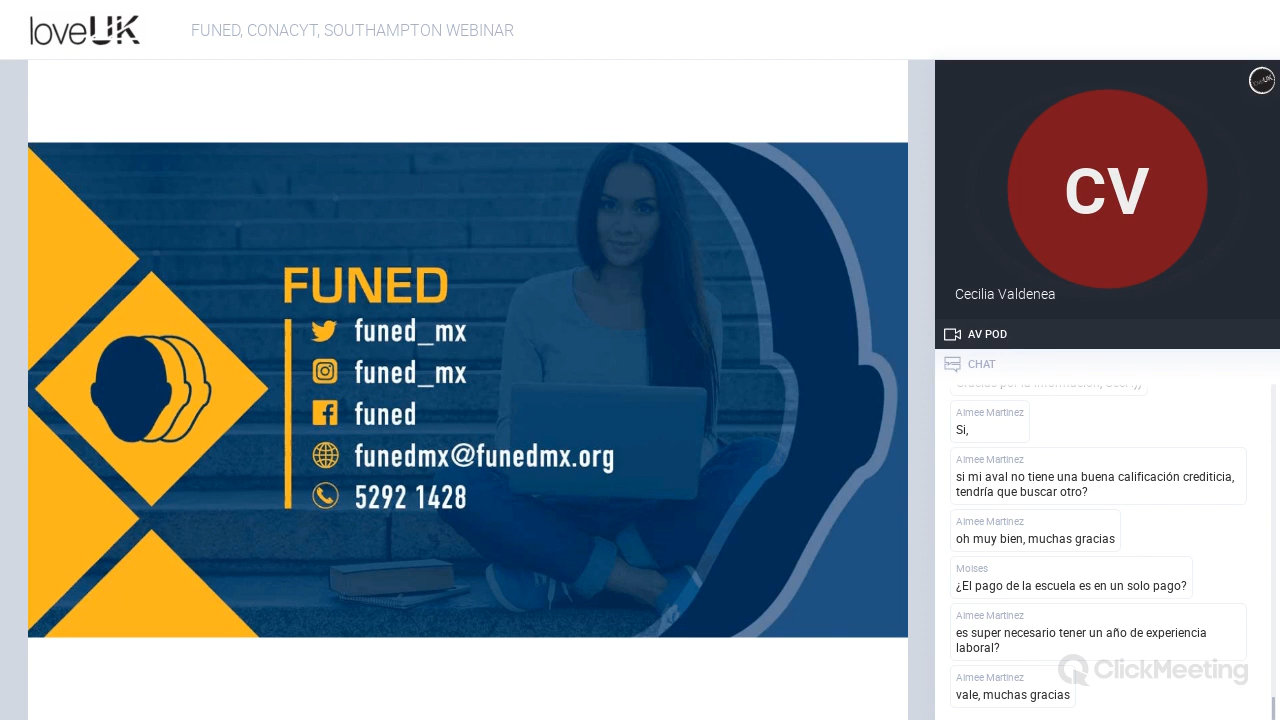 loveUK
FUNED, CONACYT, SOUTHAMPTON WEBINAR
FUNED
funed_mx
funed_mx
funed
funedmx@funedmx.org
5292 1428
CV
Cecilia Valdenea
AV POD
CHAT
Aimee Martinez
Si,
Aimee Martinez
si mi aval no tiene una buena calificación crediticia,
tendría que buscar otro?
Aimee Martinez
oh muy bien, muchas gracias
Moises
¿El pago de la escuela es en un solo pago?
Aimee Martinez
es super necesario tener un año de experiencia
laboral?
Aimee Martinez
vale, muchas gracias
ClickMeeting